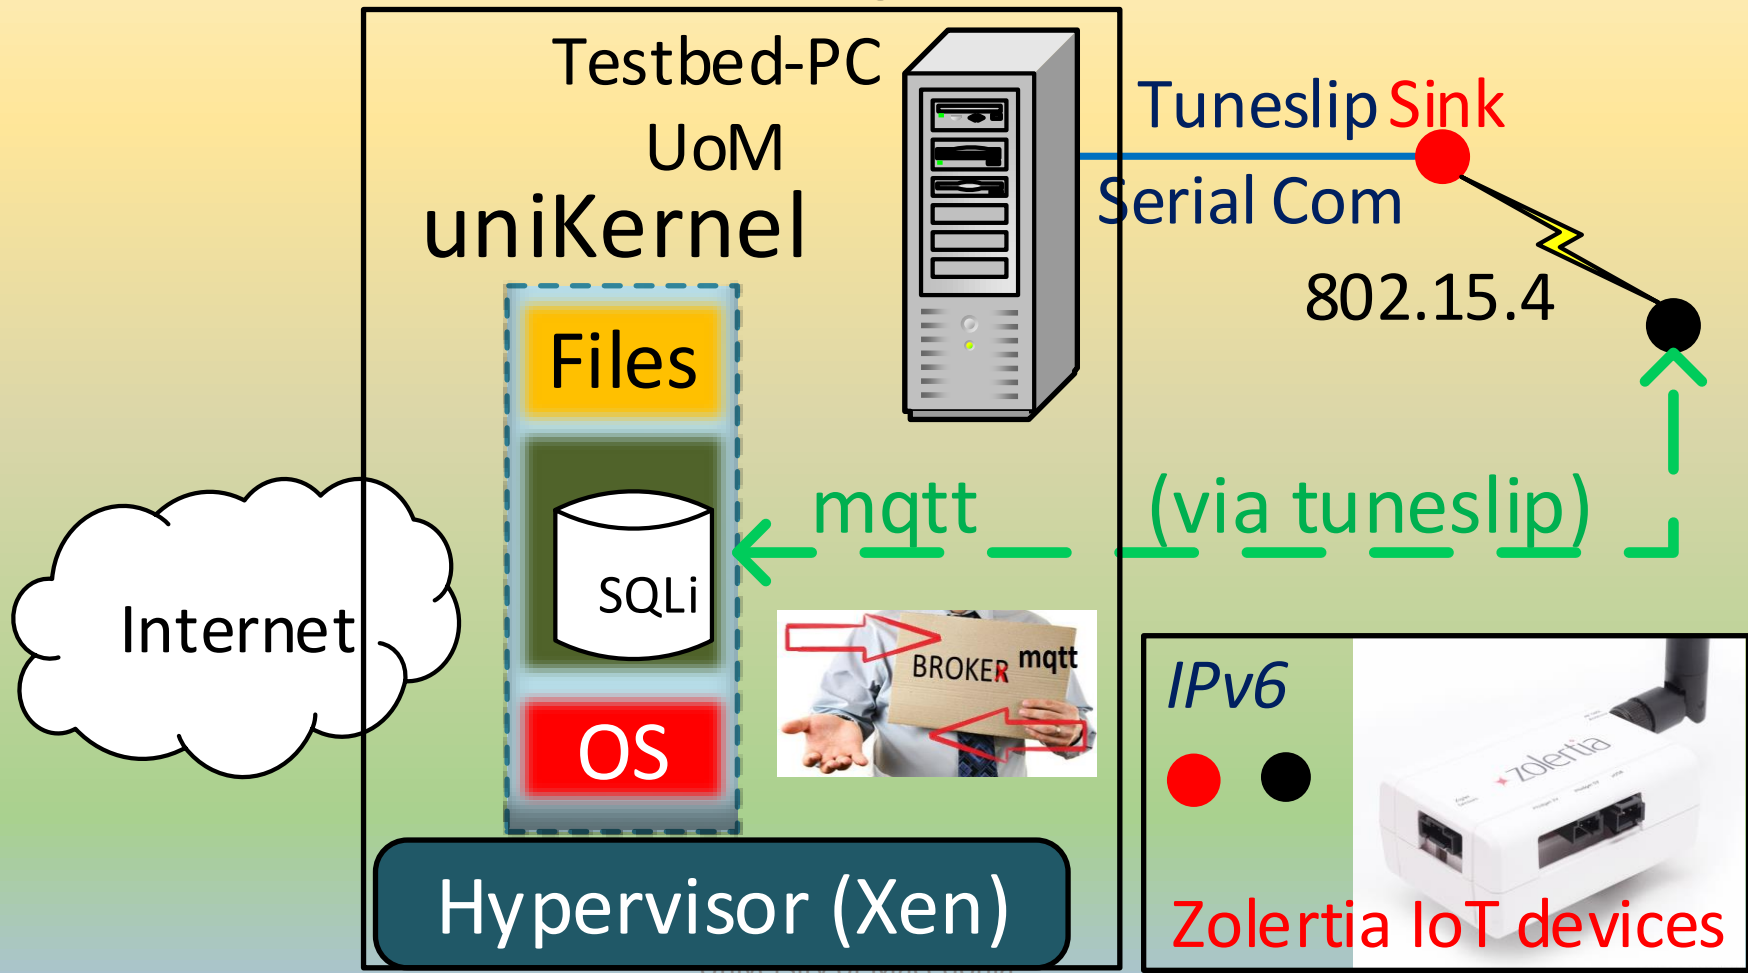 Testbed-PC
UoM
uniKernel
Tuneslip Sink
Serial Com
802.15.4
Files
SQLi
OS
mqtt (via tuneslip)
Internet
BROKER mqtt
IPv6
zolertia
Zolertia IoT devices
Hypervisor (Xen)